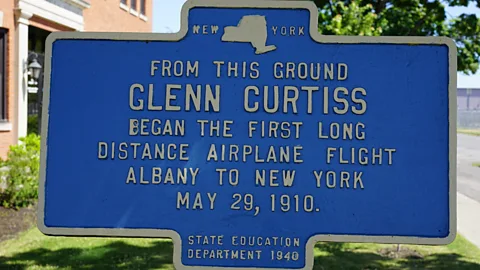 NEW YORK
FROM THIS GROUND
GLENN CURTISS
BEGAN THE FIRST LONG
DISTANCE AIRPLANE FLIGHT
ALBANY TO NEW YORK
MAY 29, 1910.
STATE EDUCATION
DEPARTMENT 1940